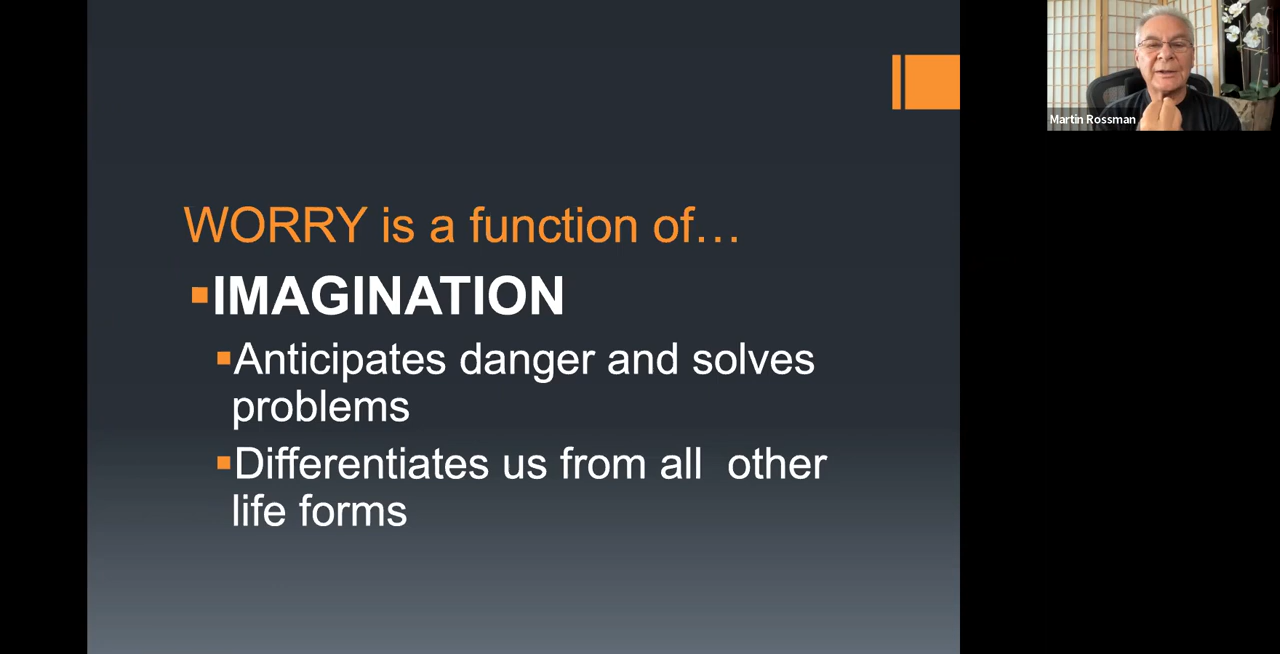 WORRY is a function of…
IMAGINATION
Anticipates danger and solves
problems
Differentiates us from all  other
life forms
Martin Rossman